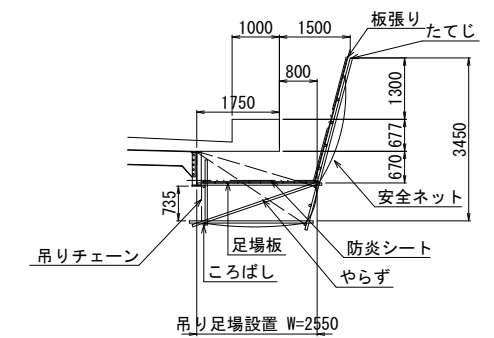 板張り
1000
1500
たてじ
800
1750
1300
677
670
3450
安全ネット
735
足場板
防炎シート
吊りチェーン
ころばし
やらず
吊り足場設置 W=2550